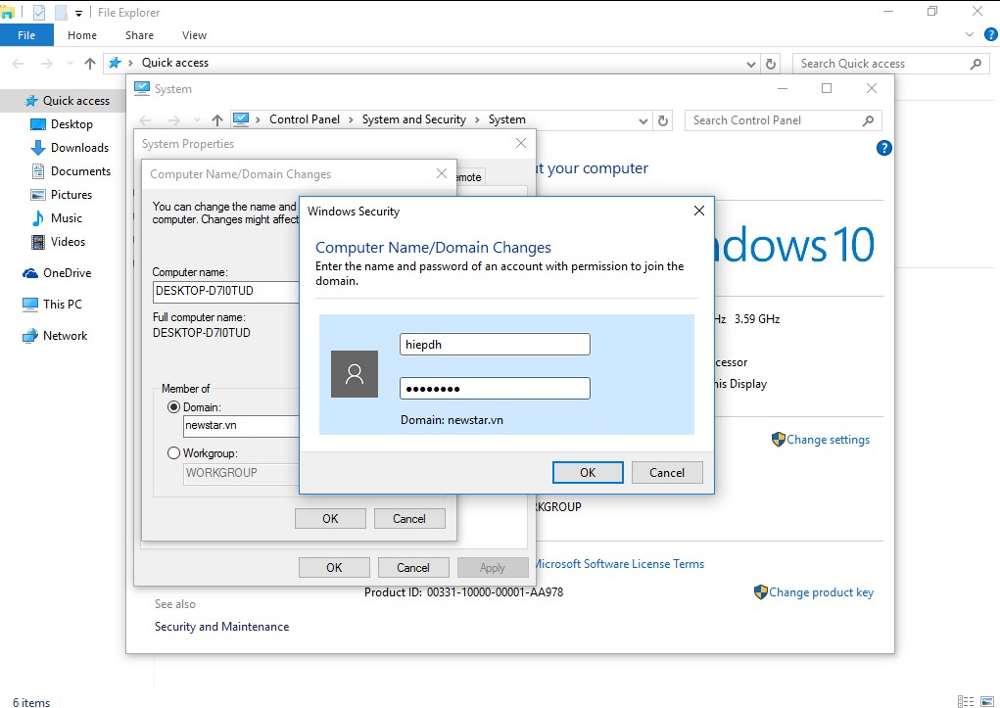 File Explorer
File Home Share View
Quick access
Search Quick access
Quick access
Desktop
Downloads
Documents
Pictures
Music
Videos
OneDrive
This PC
Network
6 items
System
Control Panel System and Security System
Search Control Panel
your computer
dows 10
Hz 3.59 GHz
cessor
his Display
Change settings
RKGROUP
Microsoft Software License Terms
Product ID: 00331-10000-00001-AA978
Change product key
See also
Security and Maintenance
System Properties
emote
OK Cancel Apply
Computer Name/Domain Changes
You can change the name and
computer. Changes might affect
Computer name:
DESKTOP-D7I0TUD
Full computer name:
DESKTOP-D7I0TUD
Member of
Domain:
newstar.vn
Workgroup:
WORKGROUP
OK Cancel
Windows Security
Computer Name/Domain Changes
Enter the name and password of an account with permission to join the
domain.
hiepdh
●●●●●●●●
Domain: newstar.vn
OK Cancel